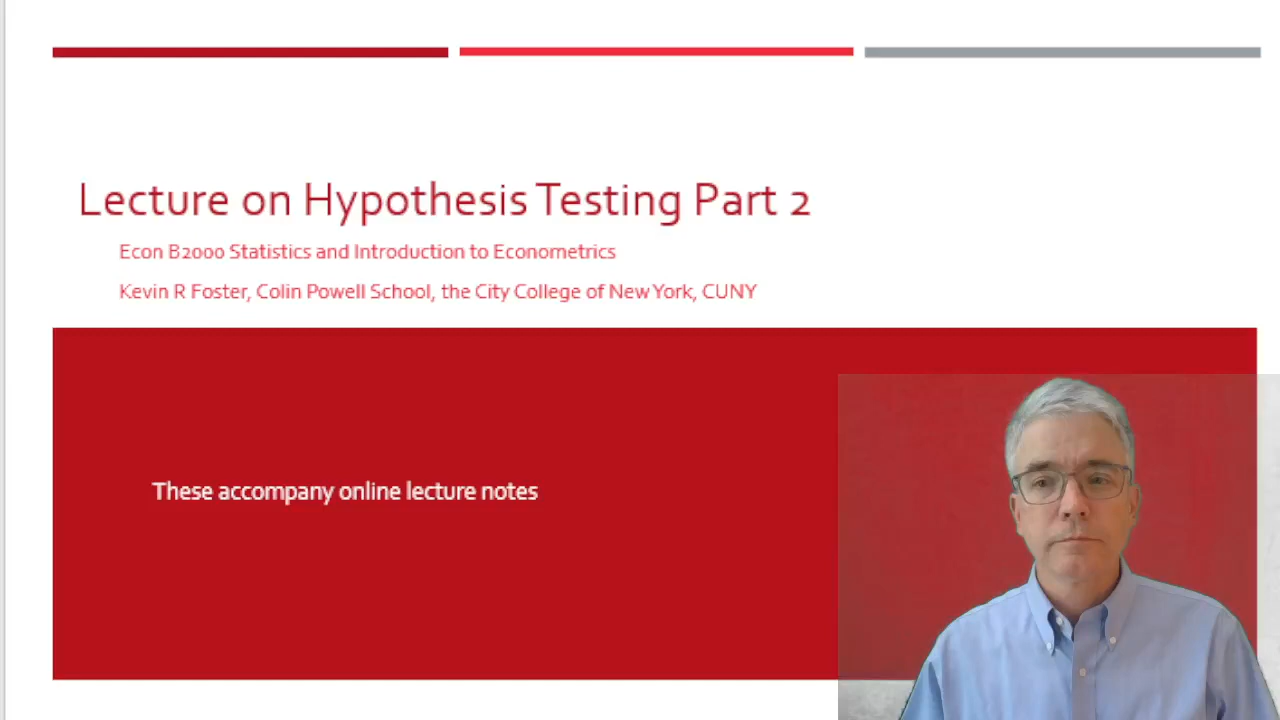 Lecture on Hypothesis Testing Part 2
Econ B2000 Statistics and Introduction to Econometrics
Kevin R Foster, Colin Powell School, the City College of New York, CUNY
These accompany online lecture notes